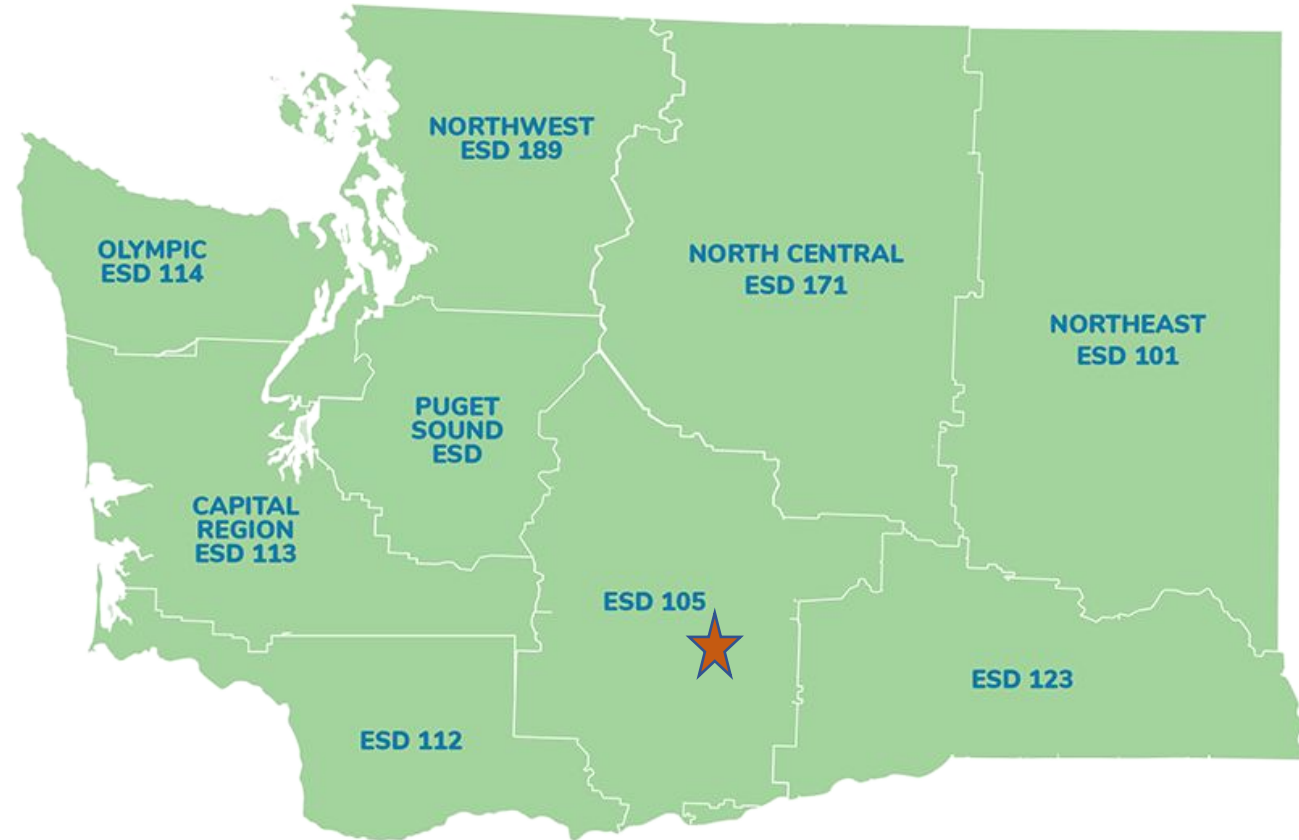 NORTHWEST
ESD 189
OLYMPIC
ESD 114
NORTH CENTRAL
ESD 171
NORTHEAST
ESD 101
PUGET
SOUND
ESD
CAPITAL
REGION
ESD 113
ESD 105
ESD 123
ESD 112